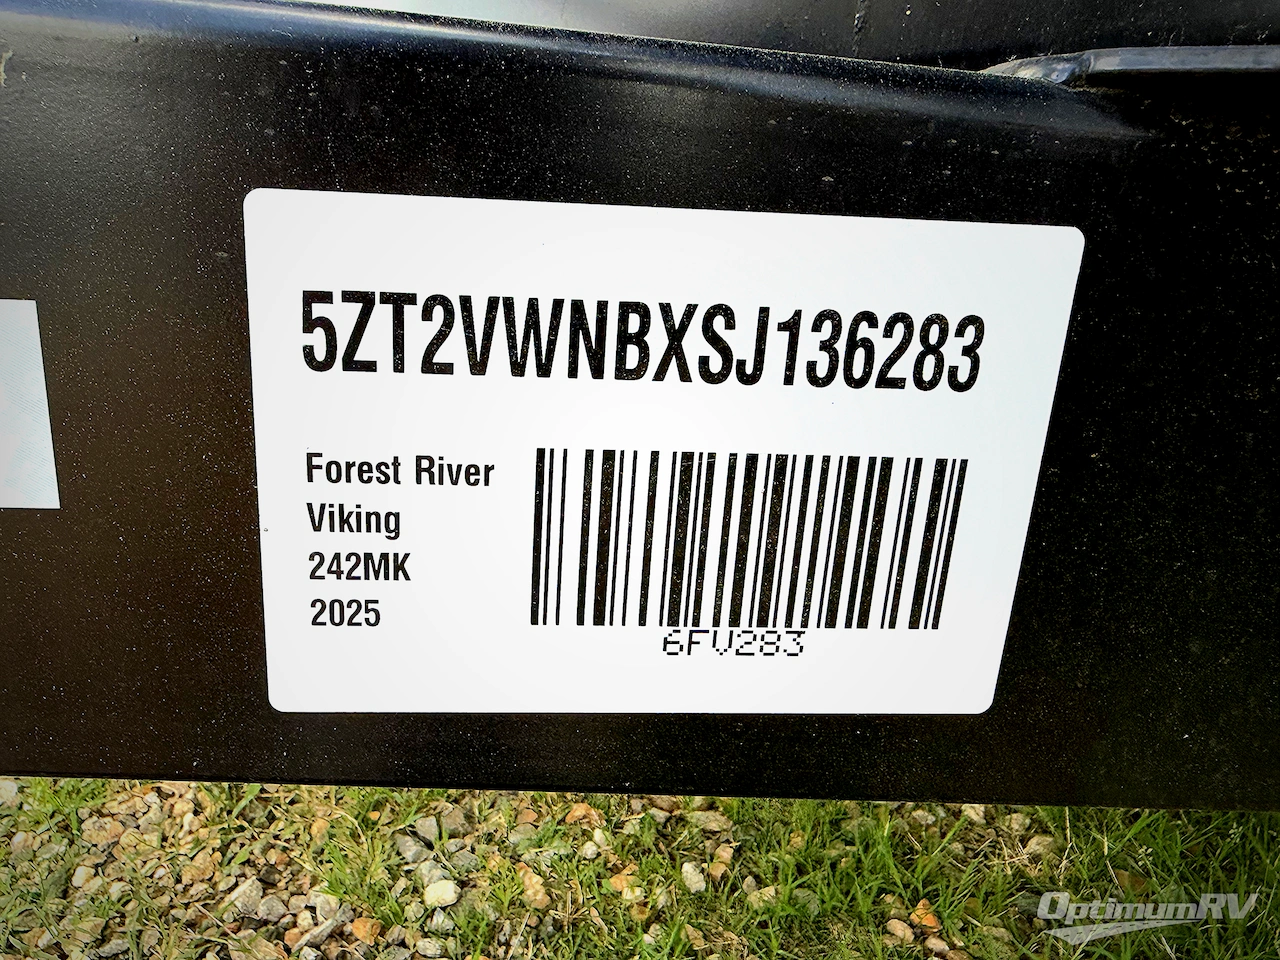 5ZT2VWNBXSJ136283
Forest River
Viking
242MK
2025
6FV283
OptimumRV